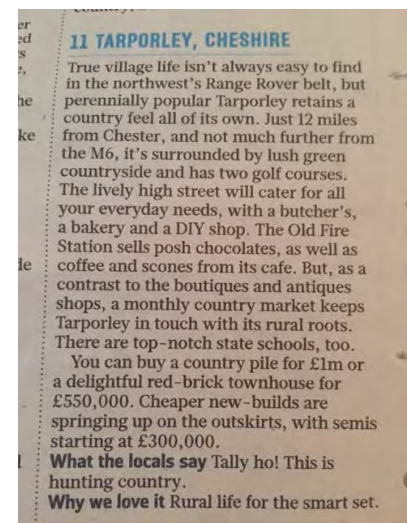 11 TARPORLEY, CHESHIRE
True village life isn't always easy to find
in the northwest's Range Rover belt, but
perennially popular Tarporley retains a
country feel all of its own. Just 12 miles
from Chester, and not much further from
the M6, it's surrounded by lush green
countryside and has two golf courses.
The lively high street will cater for all
your everyday needs, with a butcher's,
a bakery and a DIY shop. The Old Fire
Station sells posh chocolates, as well as
coffee and scones from its cafe. But, as a
contrast to the boutiques and antiques
shops, a monthly country market keeps
Tarporley in touch with its rural roots.
There are top-notch state schools, too.
You can buy a country pile for £1m or
a delightful red-brick townhouse for
£550,000. Cheaper new-builds are
springing up on the outskirts, with semis
starting at £300,000.
What the locals say Tally ho! This is
hunting country.
Why we love it Rural life for the smart set.